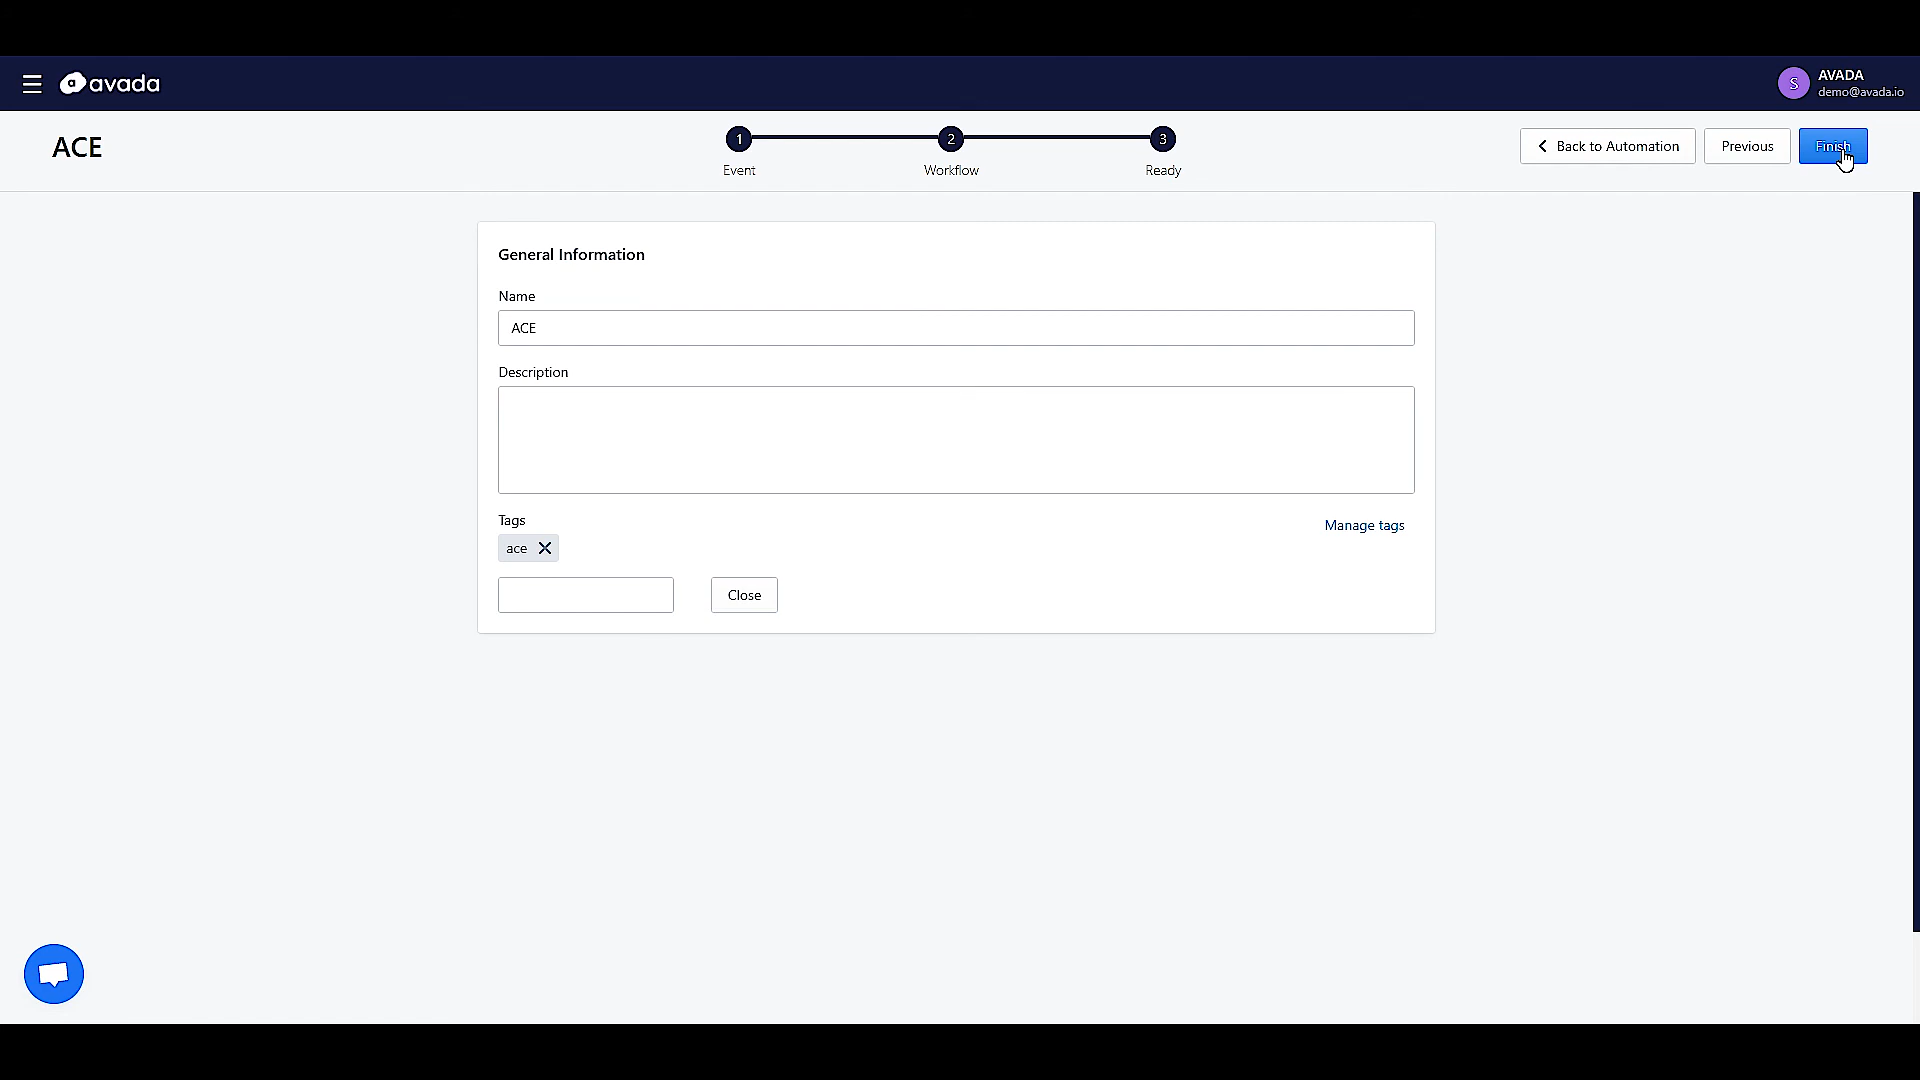 avada
S
AVADA
demo@avada.io
ACE
1
2
3
Event
Workflow
Ready
Back to Automation
Previous
Finish
General Information
Name
ACE
Description
Tags
Manage tags
ace
Close